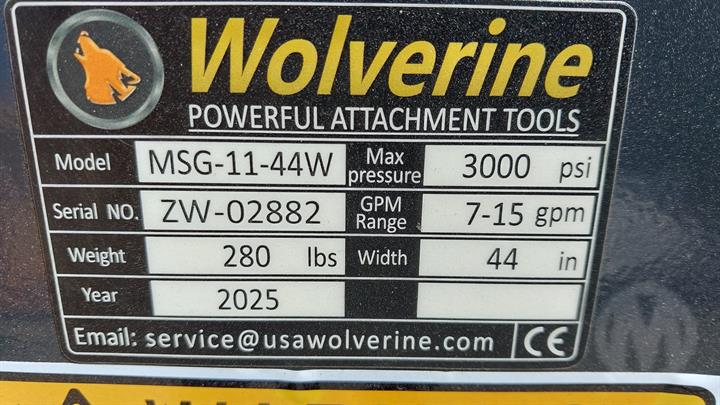 Wolverine
POWERFUL ATTACHMENT TOOLS
Model MSG-11-44W Max pressure 3000 psi
Serial NO. ZW-02882 GPM Range 7-15 gpm
Weight 280 lbs Width 44 in
Year 2025
Email: service@usawolverine.com CE